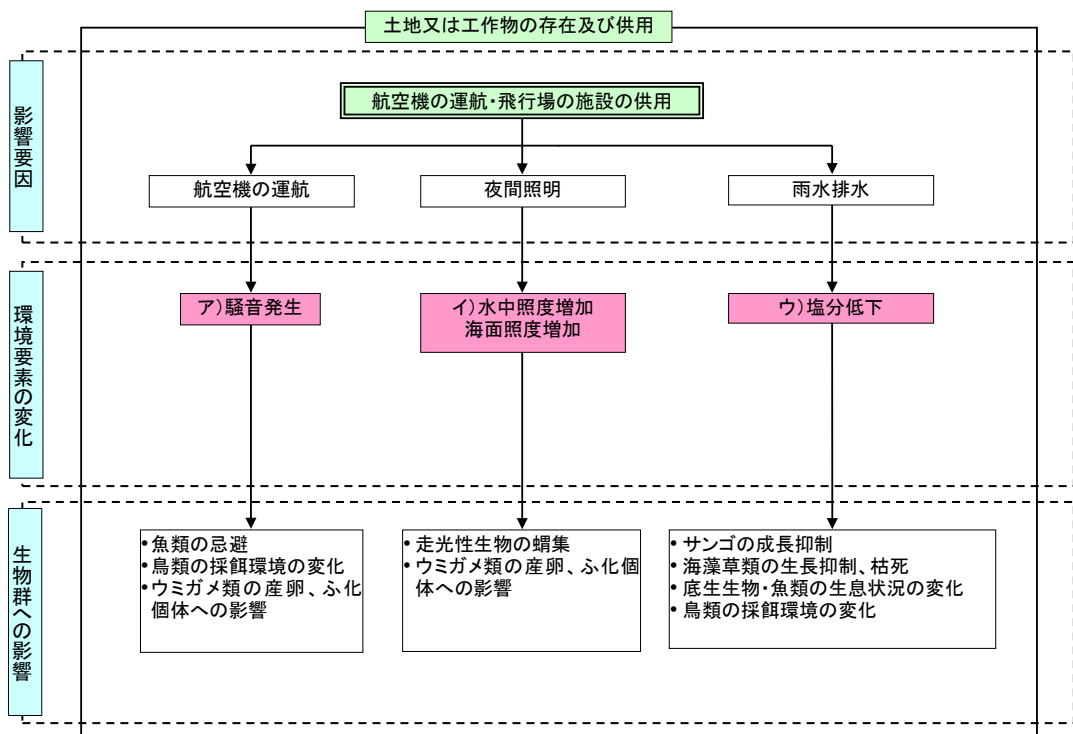 土地又は工作物の存在及び供用
影響要因
航空機の運航・飛行場の施設の供用
航空機の運航
夜間照明
雨水排水
環境要素の変化
ア)騒音発生
イ)水中照度増加
海面照度増加
ウ)塩分低下
生物群への影響
•魚類の忌避
•鳥類の採餌環境の変化
•ウミガメ類の産卵、ふ化
個体への影響
•走光性生物の蝟集
•ウミガメ類の産卵、ふ化個
体への影響
•サンゴの成長抑制
•海藻草類の生長抑制、枯死
•底生生物・魚類の生息状況の変化
•鳥類の採餌環境の変化